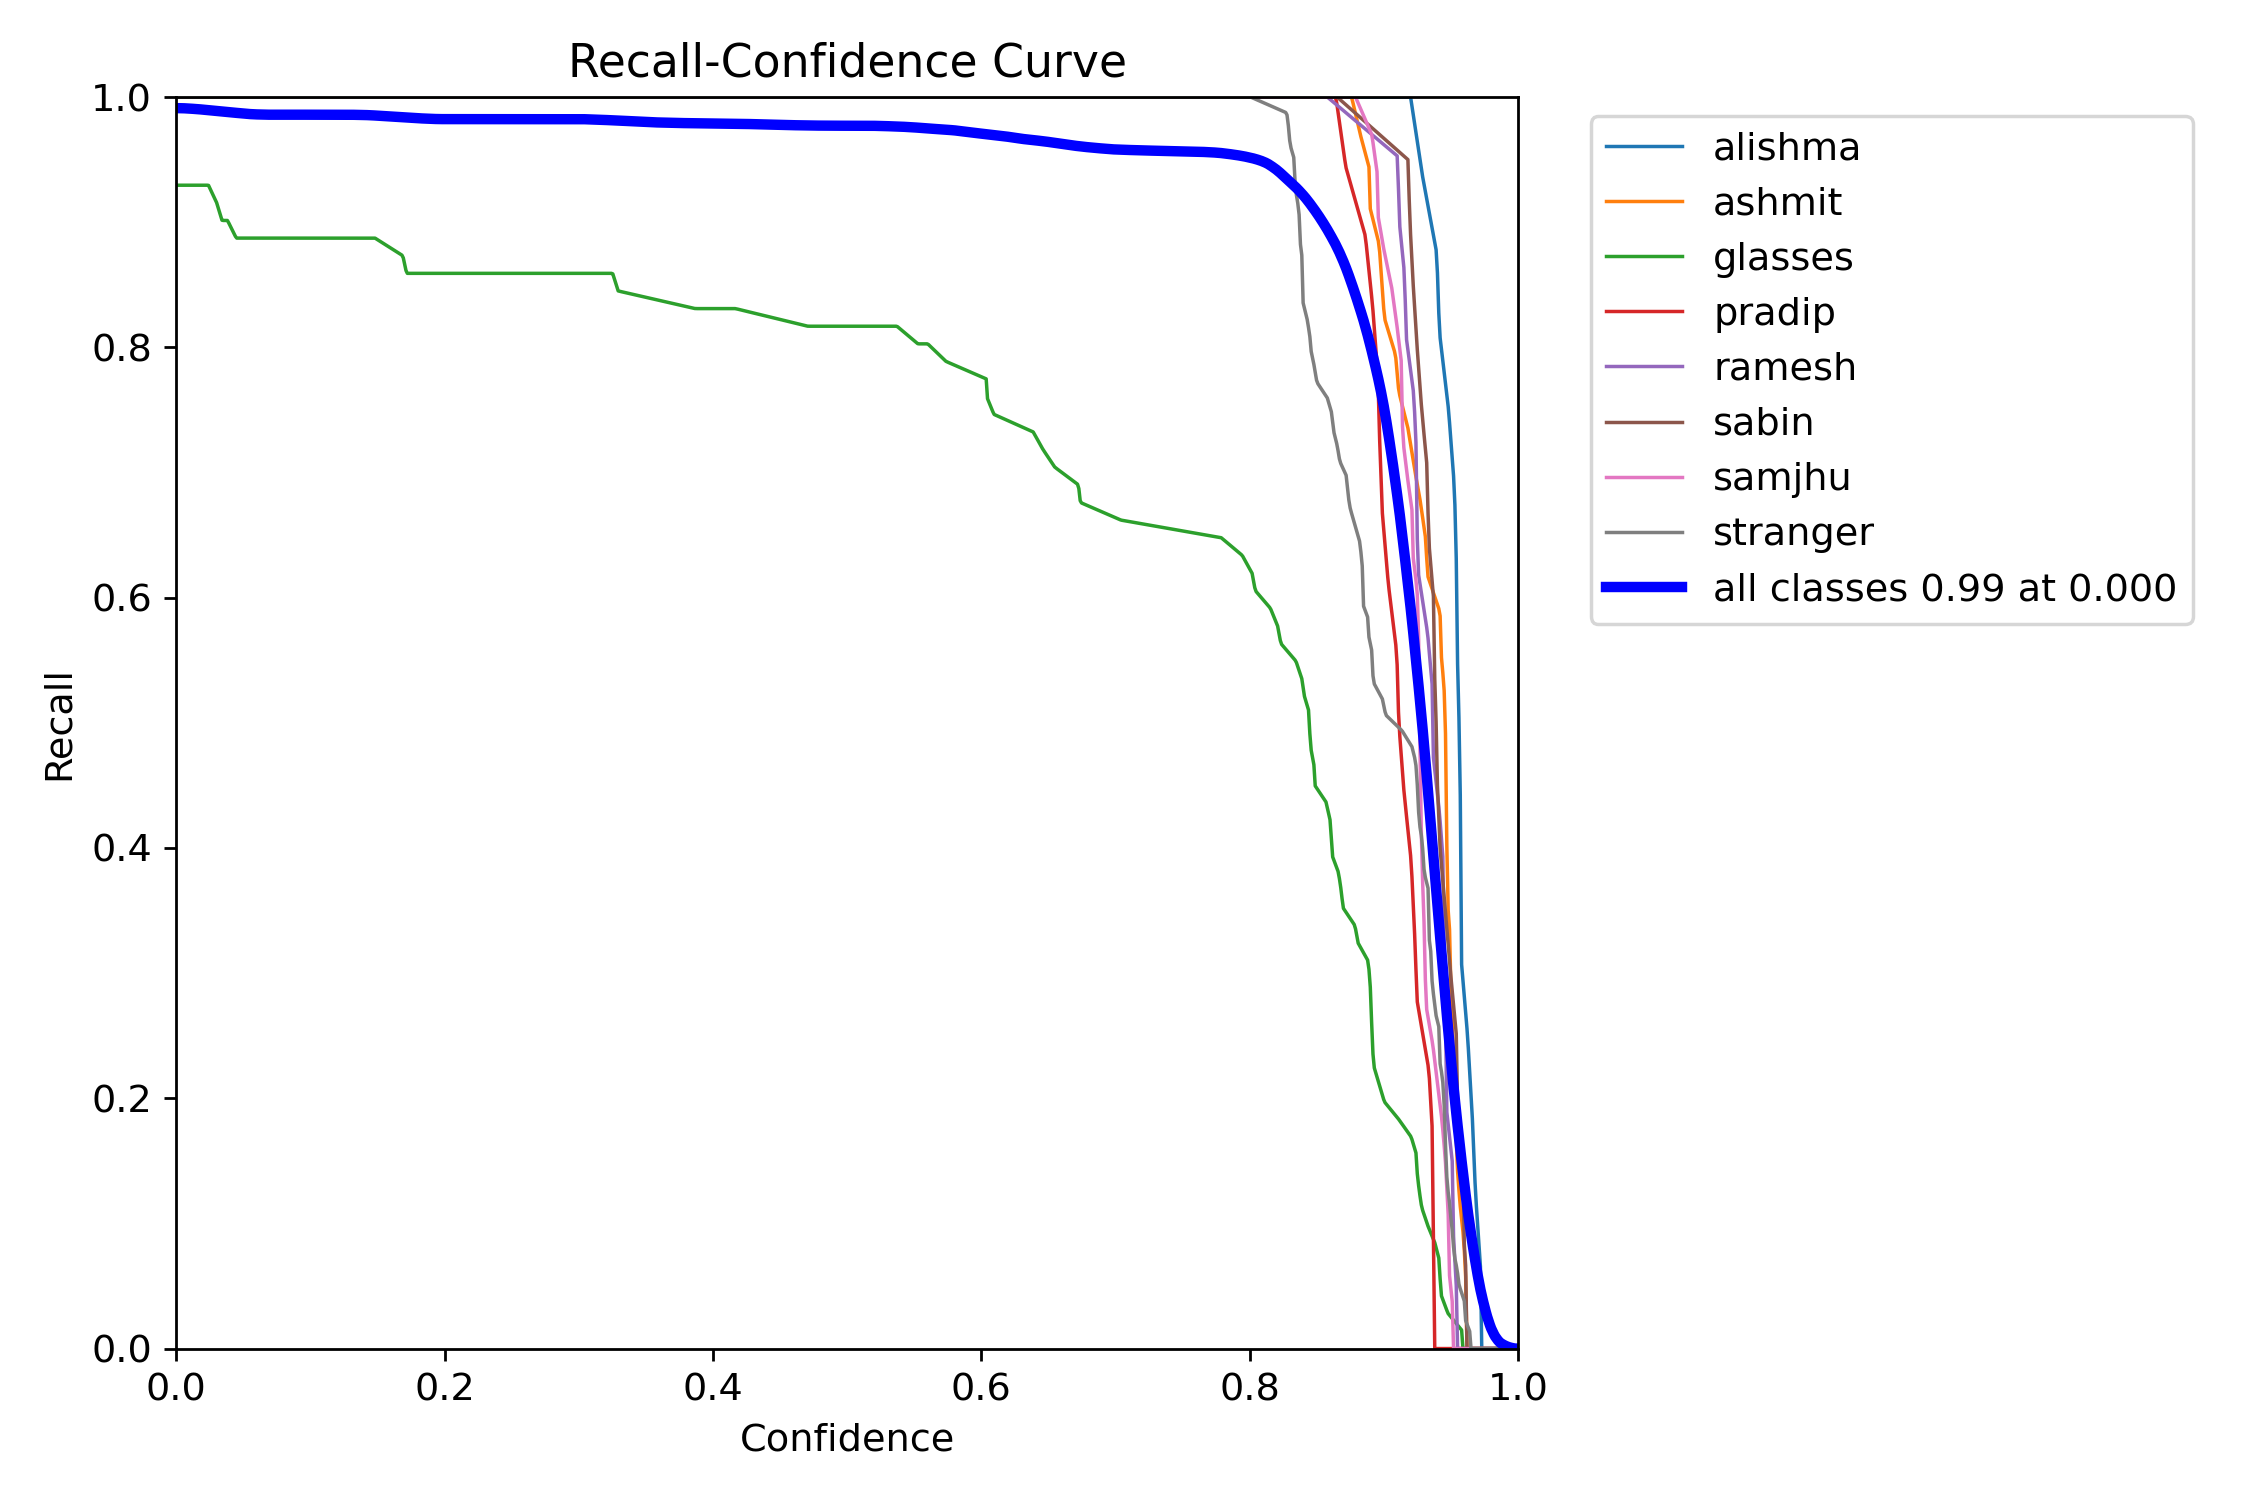 Recall-Confidence Curve
1.0
0.8
0.6
0.4
0.2
0.0
Recall
0.0 0.2 0.4 0.6 0.8 1.0
Confidence
alishma
ashmit
glasses
pradip
ramesh
sabin
samjhu
stranger
all classes 0.99 at 0.000